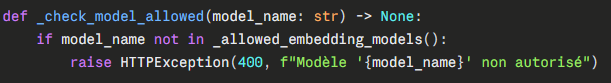 def _check_model_allowed(model_name: str) -> None:
    if model_name not in _allowed_embedding_models():
        raise HTTPException(400, f"Modèle '{model_name}' non autorisé")